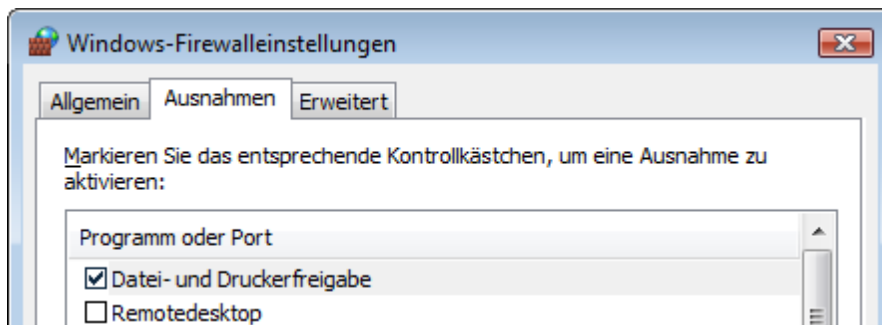 Windows-Firewalleinstellungen
Allgemein Ausnahmen Erweitert
Markieren Sie das entsprechende Kontrollkästchen, um eine Ausnahme zu
aktivieren:
Programm oder Port
Datei- und Druckerfreigabe
Remotedesktop